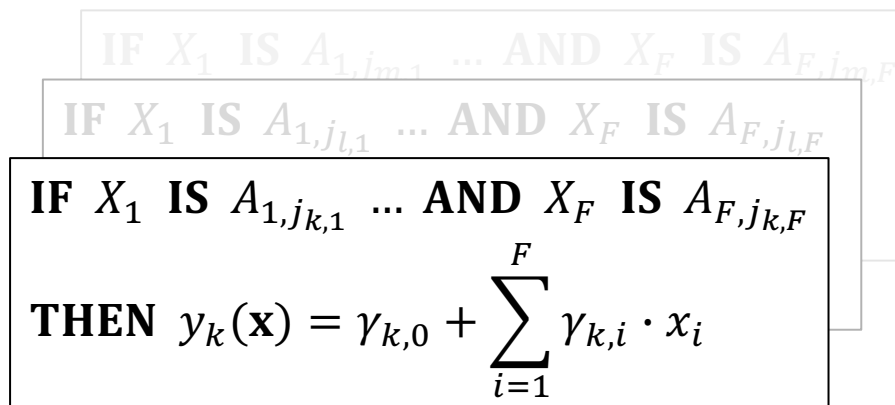 IF X_1 IS A_{1,j_{m,1}} … AND X_F IS A_{F,j_{m,F}}
IF X_1 IS A_{1,j_{l,1}} … AND X_F IS A_{F,j_{l,F}}
IF X_1 IS A_{1,j_{k,1}} … AND X_F IS A_{F,j_{k,F}}
THEN y_k(𝐱) = γ_{k,0} + ∑_{i=1}^{F} γ_{k,i} · x_i